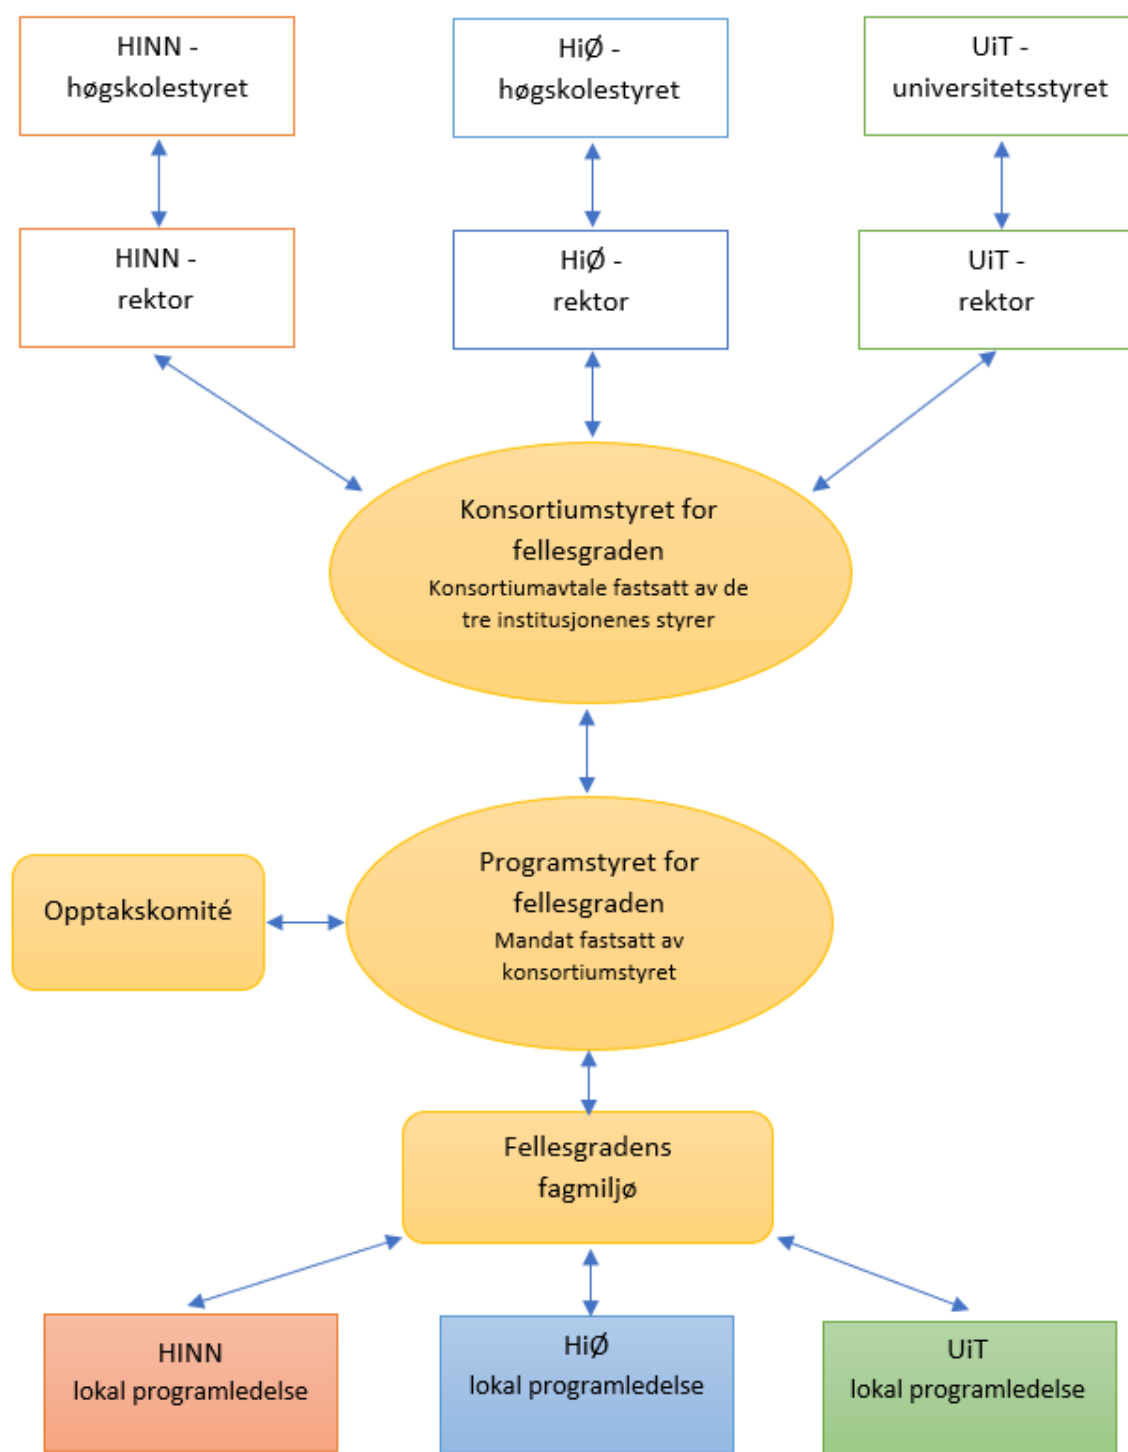 HINN -
høgskolestyret
HiØ -
høgskolestyret
UiT -
universitetsstyret
HINN -
rektor
HiØ -
rektor
UiT -
rektor
Konsortiumstyret for
fellesgraden
Konsortiumavtale fastsatt av de
tre institusjonenes styrer
Opptakskomité
Programstyret for
fellesgraden
Mandat fastsatt av
konsortiumstyret
Fellesgradens
fagmiljø
HINN
lokal programledelse
HiØ
lokal programledelse
UiT
lokal programledelse